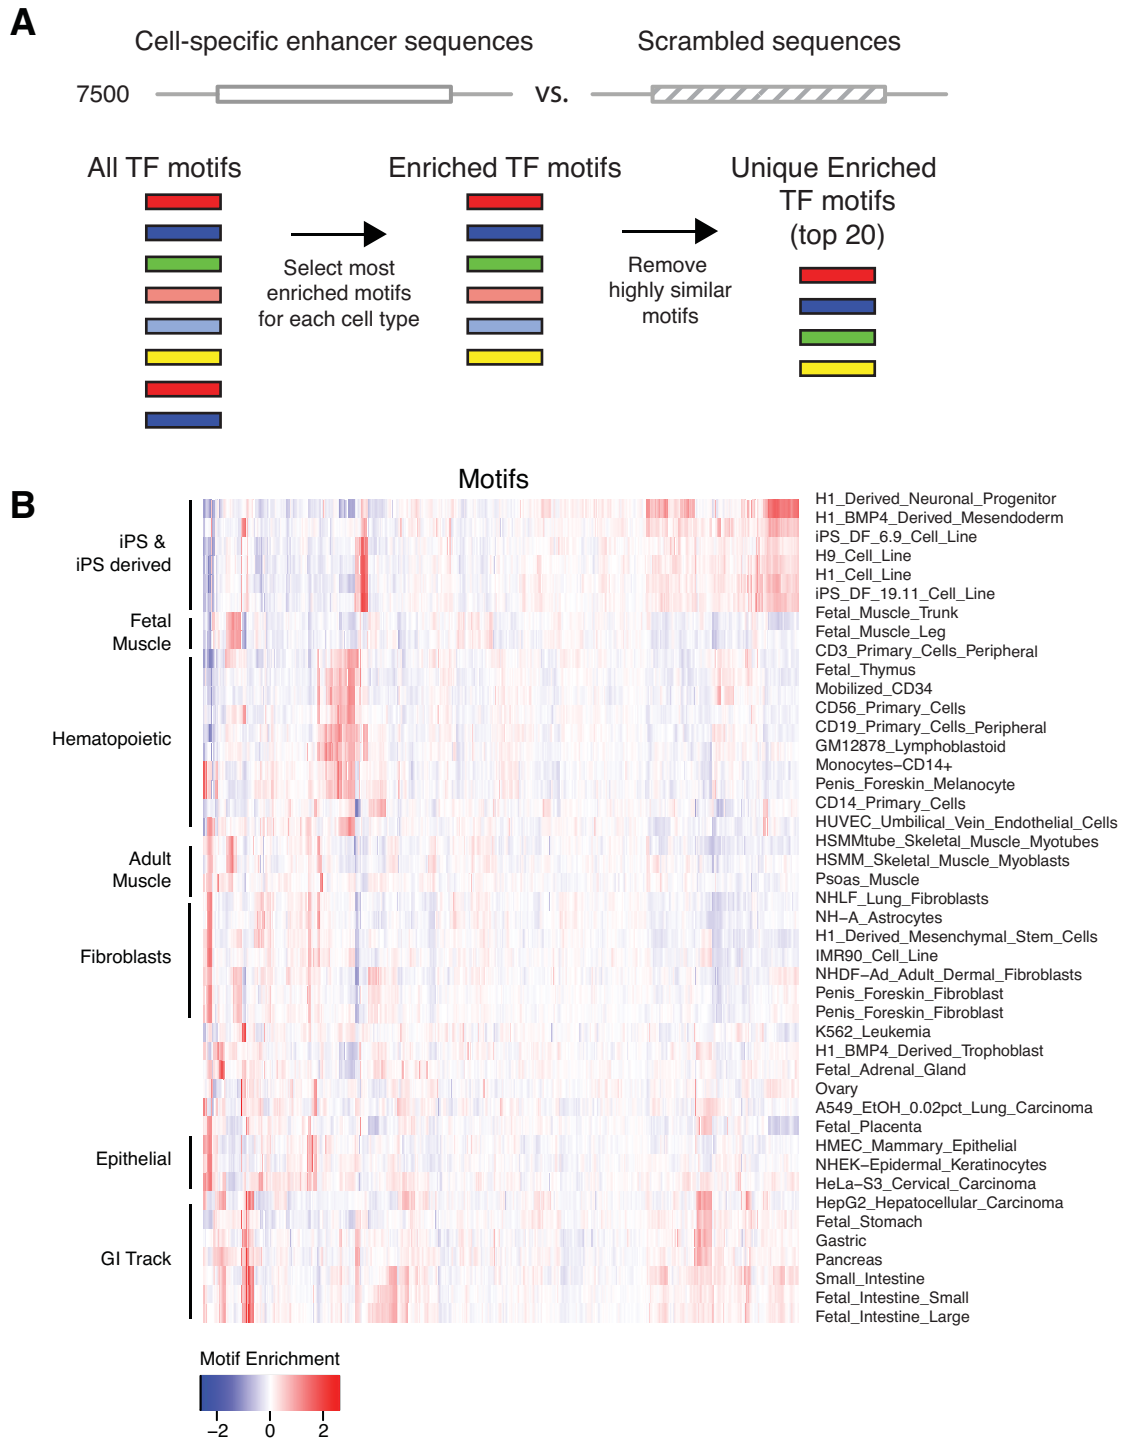 A
Cell-specific enhancer sequences
Scrambled sequences
7500
vs.
All TF motifs
Enriched TF motifs
Unique Enriched
TF motifs
(top 20)
Select most
enriched motifs
for each cell type
Remove
highly similar
motifs
B
Motifs
iPS &
iPS derived
Fetal
Muscle
Hematopoietic
Adult
Muscle
Fibroblasts
Epithelial
GI Track
H1_Derived_Neuronal_Progenitor
H1_BMP4_Derived_Mesendoderm
iPS_DF_6.9_Cell_Line
H9_Cell_Line
H1_Cell_Line
iPS_DF_19.11_Cell_Line
Fetal_Muscle_Trunk
Fetal_Muscle_Leg
CD3_Primary_Cells_Peripheral
Fetal_Thymus
Mobilized_CD34
CD56_Primary_Cells
CD19_Primary_Cells_Peripheral
GM12878_Lymphoblastoid
Monocytes−CD14+
Penis_Foreskin_Melanocyte
CD14_Primary_Cells
HUVEC_Umbilical_Vein_Endothelial_Cells
HSMMtube_Skeletal_Muscle_Myotubes
HSMM_Skeletal_Muscle_Myoblasts
Psoas_Muscle
NHLF_Lung_Fibroblasts
NH−A_Astrocytes
H1_Derived_Mesenchymal_Stem_Cells
IMR90_Cell_Line
NHDF−Ad_Adult_Dermal_Fibroblasts
Penis_Foreskin_Fibroblast
Penis_Foreskin_Fibroblast
K562_Leukemia
H1_BMP4_Derived_Trophoblast
Fetal_Adrenal_Gland
Ovary
A549_EtOH_0.02pct_Lung_Carcinoma
Fetal_Placenta
HMEC_Mammary_Epithelial
NHEK−Epidermal_Keratinocytes
HeLa−S3_Cervical_Carcinoma
HepG2_Hepatocellular_Carcinoma
Fetal_Stomach
Gastric
Pancreas
Small_Intestine
Fetal_Intestine_Small
Fetal_Intestine_Large
Motif Enrichment
−2 0 2